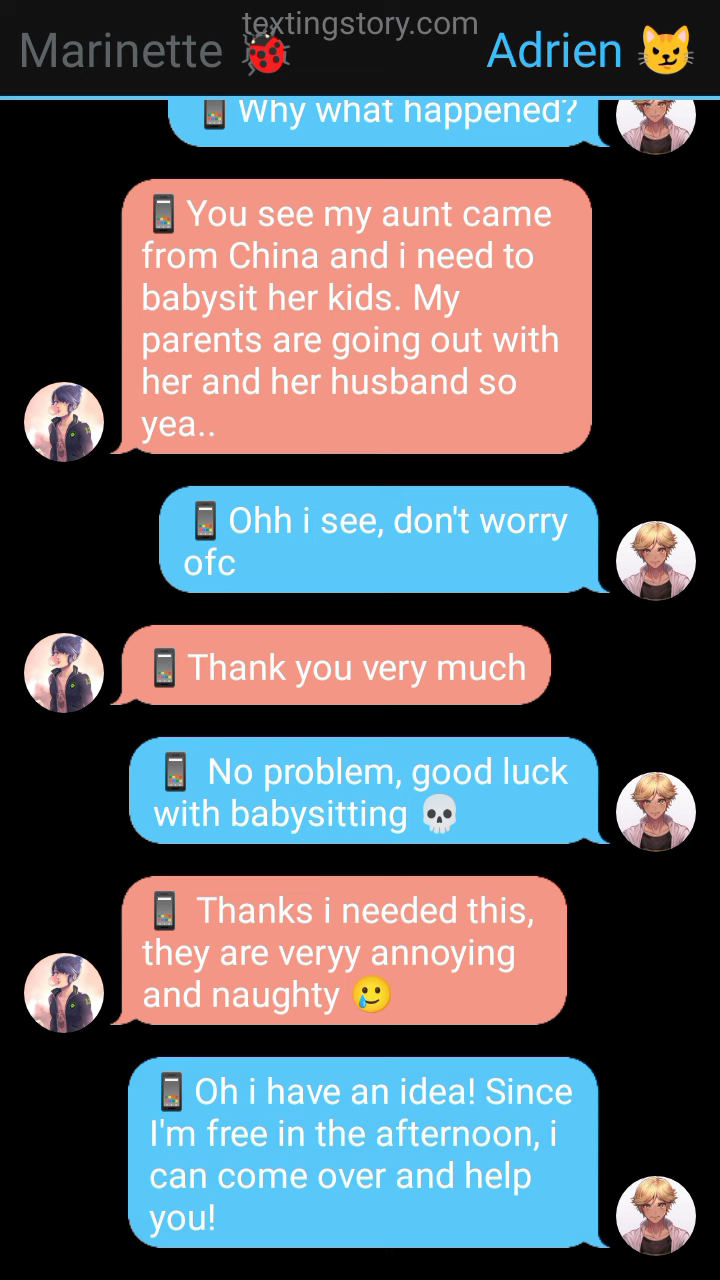 textingstory.com
Marinette 🐞 Adrien 😼
📱Why what happened?
📱You see my aunt came
from China and i need to
babysit her kids. My
parents are going out with
her and her husband so
yea..
📱Ohh i see, don't worry
ofc
📱Thank you very much
📱 No problem, good luck
with babysitting 💀
📱 Thanks i needed this,
they are veryy annoying
and naughty 🥲
📱Oh i have an idea! Since
I'm free in the afternoon, i
can come over and help
you!